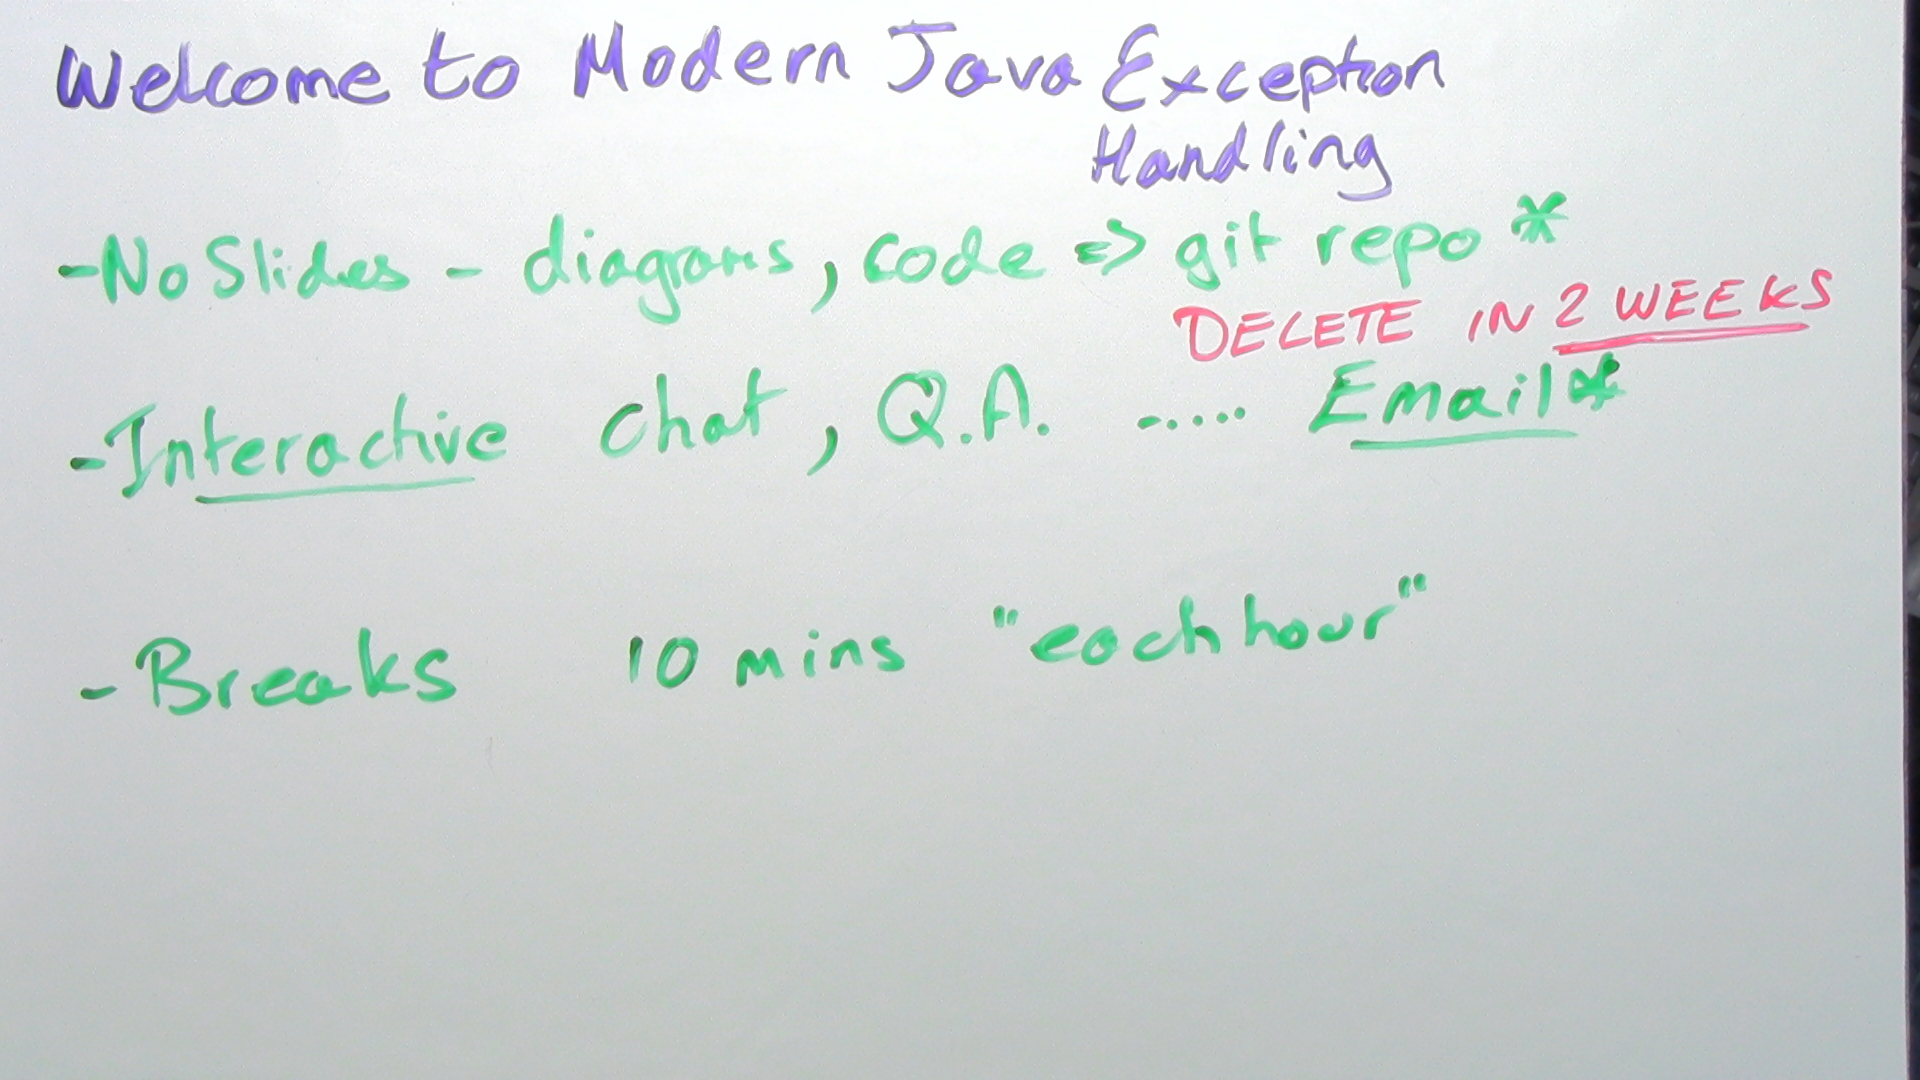 Welcome to Modern Java Exception
Handling
- No Slides - diagrams, code => git repo *
DELETE IN 2 WEEKS
- Interactive chat, Q.A. ..... Email*
- Breaks 10 mins "each hour"